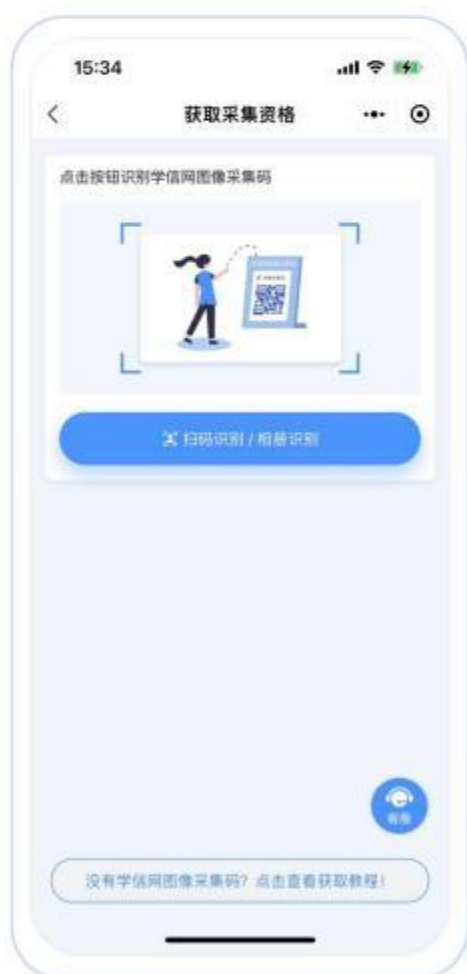 15:34
获取采集资格
点击按钮识别学信网图像采集码
扫码识别 / 相册识别
客服
没有学信网图像采集码？点击查看获取教程！